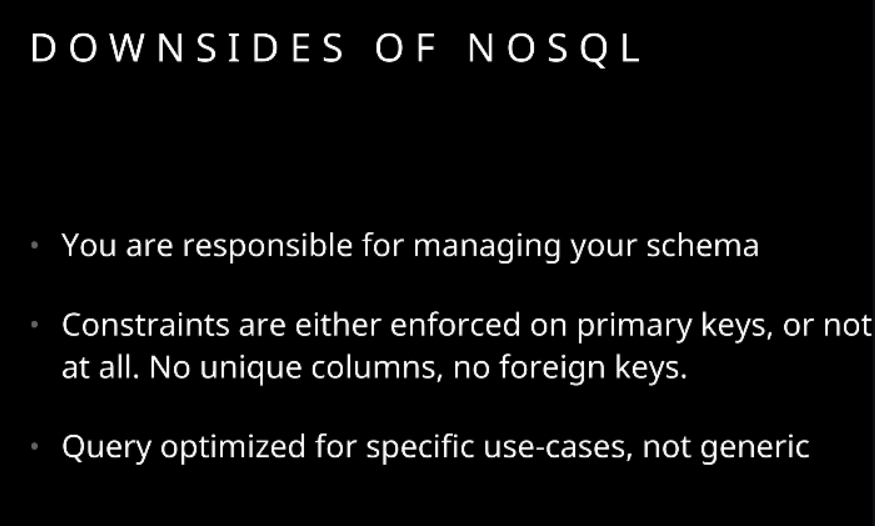 DOWNSIDES OF NOSQL
• You are responsible for managing your schema
• Constraints are either enforced on primary keys, or not
at all. No unique columns, no foreign keys.
• Query optimized for specific use-cases, not generic